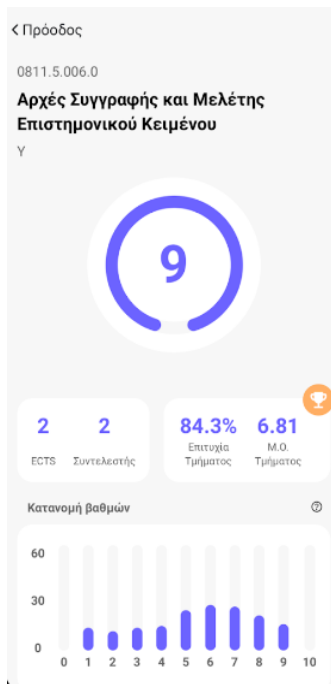 Πρόοδος
0811.5.006.0
Αρχές Συγγραφής και Μελέτης
Επιστημονικού Κειμένου
Υ
9
2 2
ECTS Συντελεστής
84.3% 6.81
Επιτυχία Μ.Ο.
Τμήματος Τμήματος
Κατανομή βαθμών
60
30
0
0 1 2 3 4 5 6 7 8 9 10